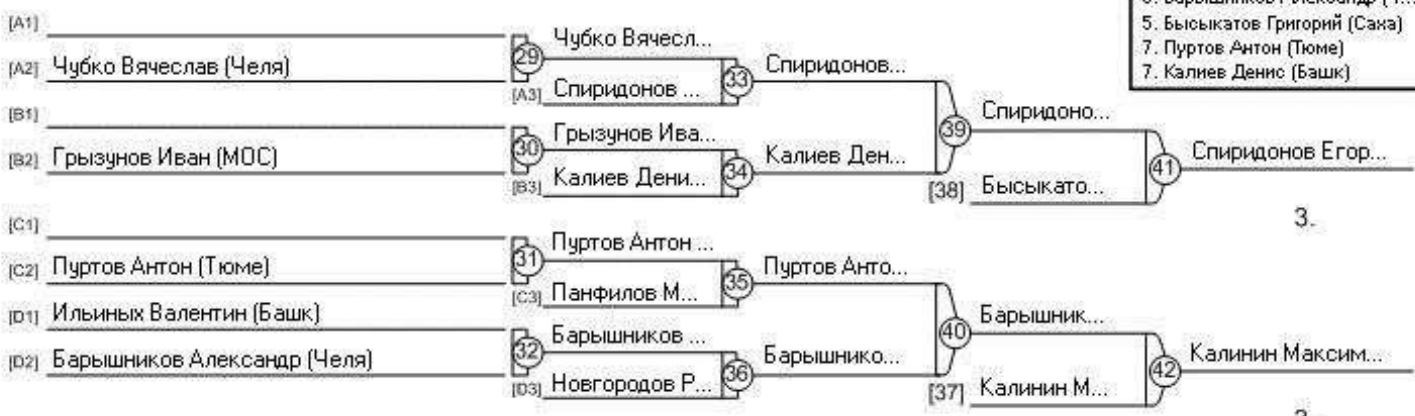 5. Бысыкатов Григорий (Саха)
7. Пуртов Антон (Тюме)
7. Калиев Денис (Башк)
[A1]
Чубко Вячесл...
[A2] Чубко Вячеслав (Челя)
29
33
Спиридонов...
[A3] Спиридонов ...
[B1]
Спиридоно...
39
Грызунов Ива...
[B2] Грызунов Иван (МОС)
30
34
Калиев Ден...
41
Спиридонов Егор...
[B3] Калиев Дени...
[38] Бысыкато...
3.
[C1]
Пуртов Антон ...
[C2] Пуртов Антон (Тюме)
31
35
Пуртов Анто...
[C3] Панфилов М...
[D1] Ильиных Валентин (Башк)
Барышник...
40
Барышников ...
[D2] Барышников Александр (Челя)
32
36
Барышнико...
42
Калинин Максим...
[D3] Новгородов Р...
[37] Калинин М...